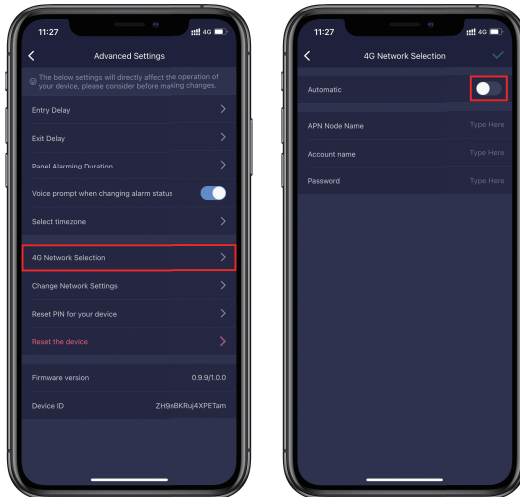 11:27
4G
Advanced Settings
The below settings will directly affect the operation of
your device, please consider before making changes.
Entry Delay
Exit Delay
Panel Alarming Duration
Voice prompt when changing alarm status
Select timezone
4G Network Selection
Change Network Settings
Reset PIN for your device
Reset the device
Firmware version 0.9.9/1.0.0
Device ID ZH9nBKRuj4XPETam
11:27
4G
4G Network Selection
Automatic
APN Node Name Type Here
Account name Type Here
Password Type Here